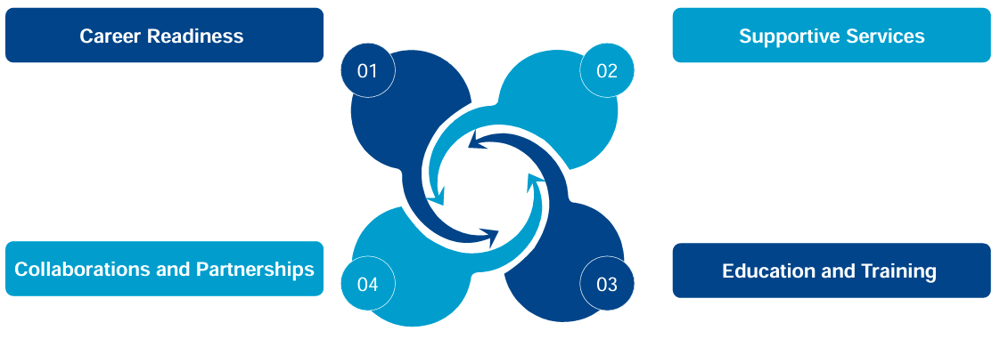 Career Readiness
Supportive Services
01
02
Collaborations and Partnerships
Education and Training
04
03